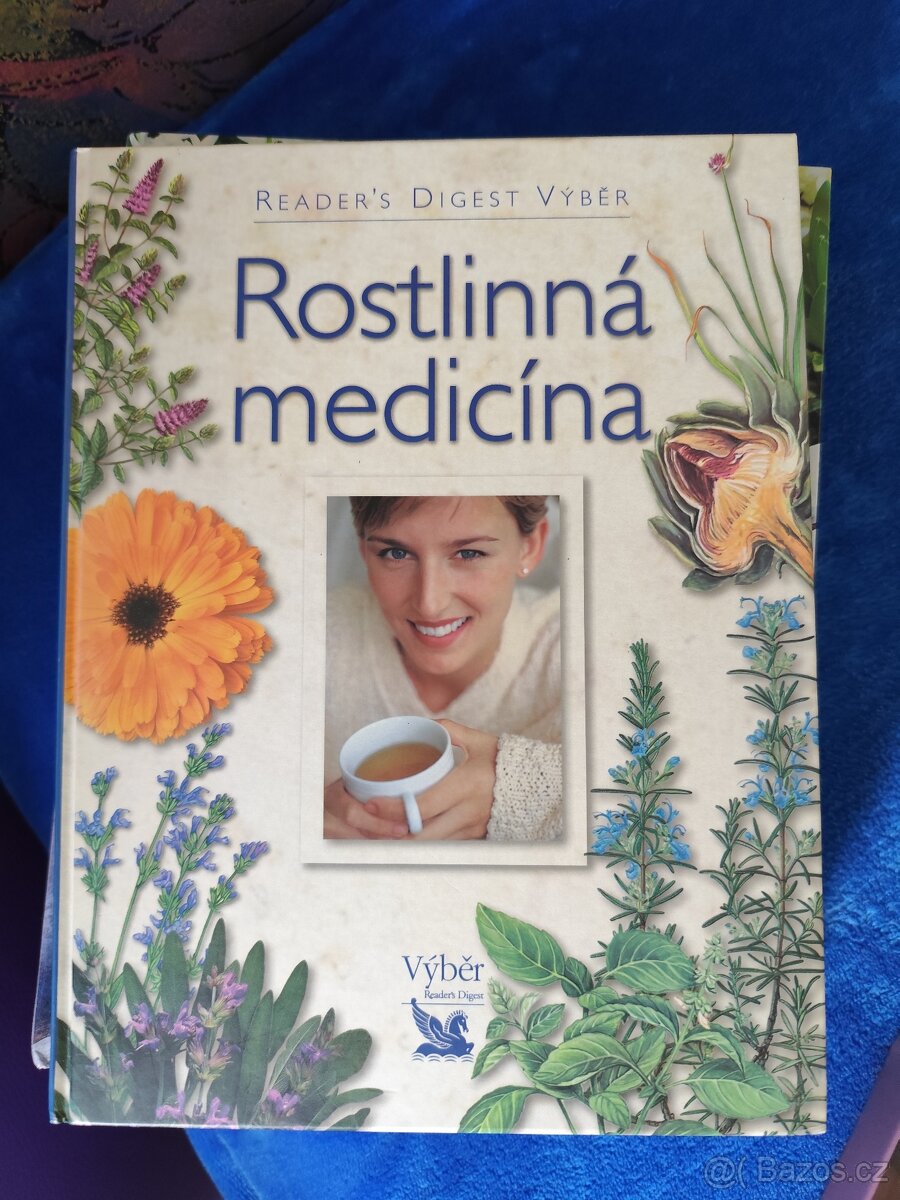 READER'S DIGEST VÝBĚR
Rostlinná
medicína
Výběr
Reader's Digest
@( Bazos.cz